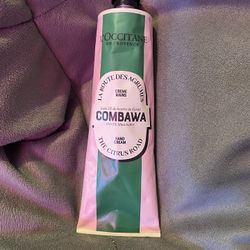 L'OCCITANE
EN PROVENCE
LA ROUTE DES AGRUMES
CRÈME
MAINS
COMBAWA
HAND
CREAM
THE CITRUS ROAD